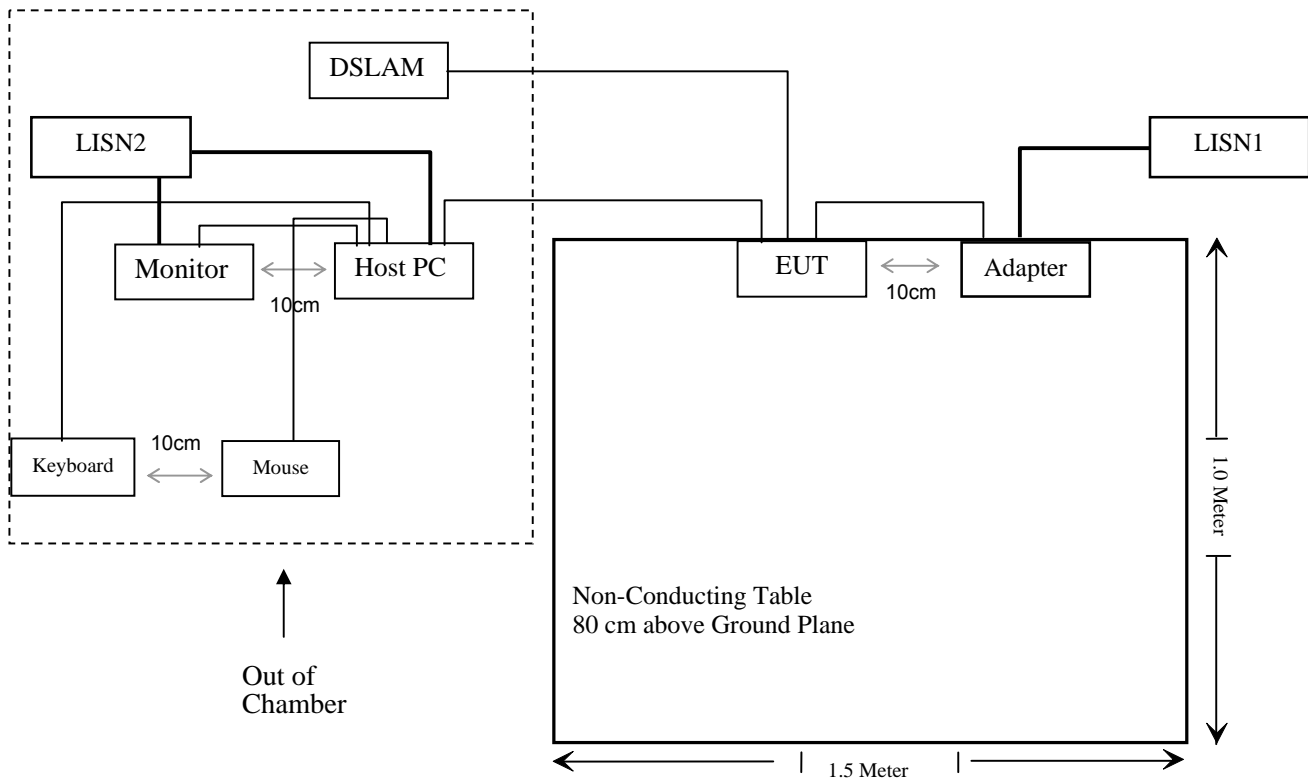 DSLAM
LISN2
LISN1
Monitor
Host PC
10cm
EUT
10cm
Adapter
Keyboard
10cm
Mouse
1.0 Meter
Non-Conducting Table
80 cm above Ground Plane
Out of
Chamber
1.5 Meter